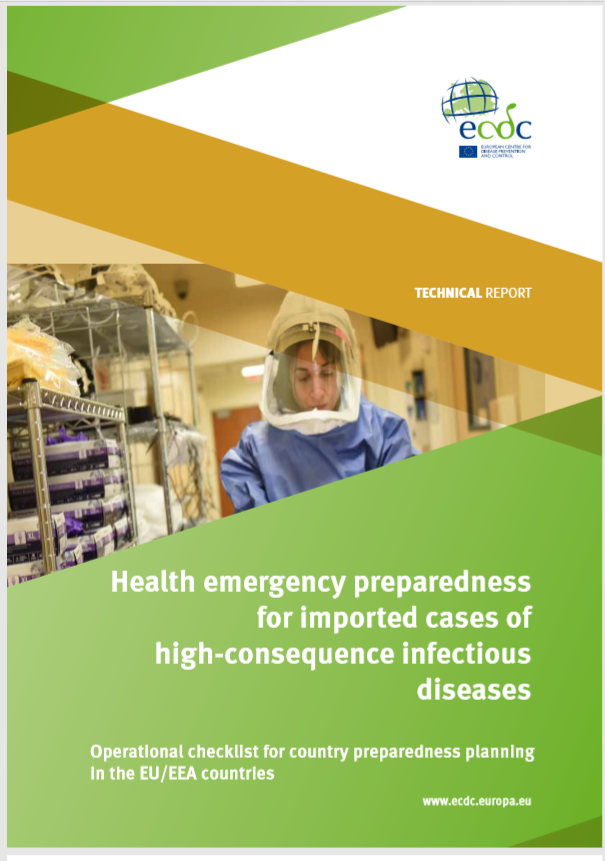 ecdc
EUROPEAN CENTRE FOR
DISEASE PREVENTION
AND CONTROL
TECHNICAL REPORT
Health emergency preparedness
for imported cases of
high-consequence infectious
diseases
Operational checklist for country preparedness planning
in the EU/EEA countries
www.ecdc.europa.eu